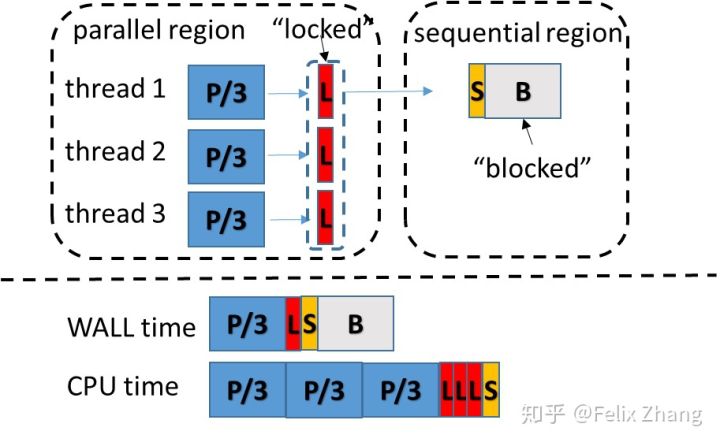 parallel region
“locked”
sequential region
thread 1
P/3
L
S
B
thread 2
P/3
L
“blocked”
thread 3
P/3
L
WALL time
P/3
L
S
B
CPU time
P/3
P/3
P/3
L
L
L
S
知乎 @Felix Zhang